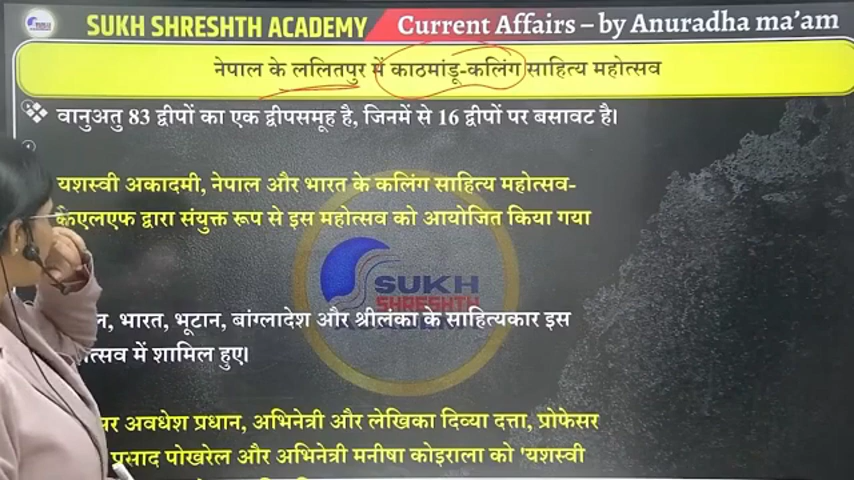 SUKH SHRESHTH ACADEMY Current Affairs – by Anuradha ma’am
नेपाल के ललितपुर में काठमांडू-कलिंग साहित्य महोत्सव
वानुअतु 83 द्वीपों का एक द्वीपसमूह है, जिनमें से 16 द्वीपों पर बसावट है।
यशस्वी अकादमी, नेपाल और भारत के कलिंग साहित्य महोत्सव-
केएलएफ द्वारा संयुक्त रूप से इस महोत्सव को आयोजित किया गया
SUKH
SHRESHTH
भारत, भूटान, बांग्लादेश और श्रीलंका के साहित्यकार इस
में शामिल हुए।
अवधेश प्रधान, अभिनेत्री और लेखिका दिव्या दत्ता, प्रोफेसर
प्रसाद पोखरेल और अभिनेत्री मनीषा कोइराला को 'यशस्वी